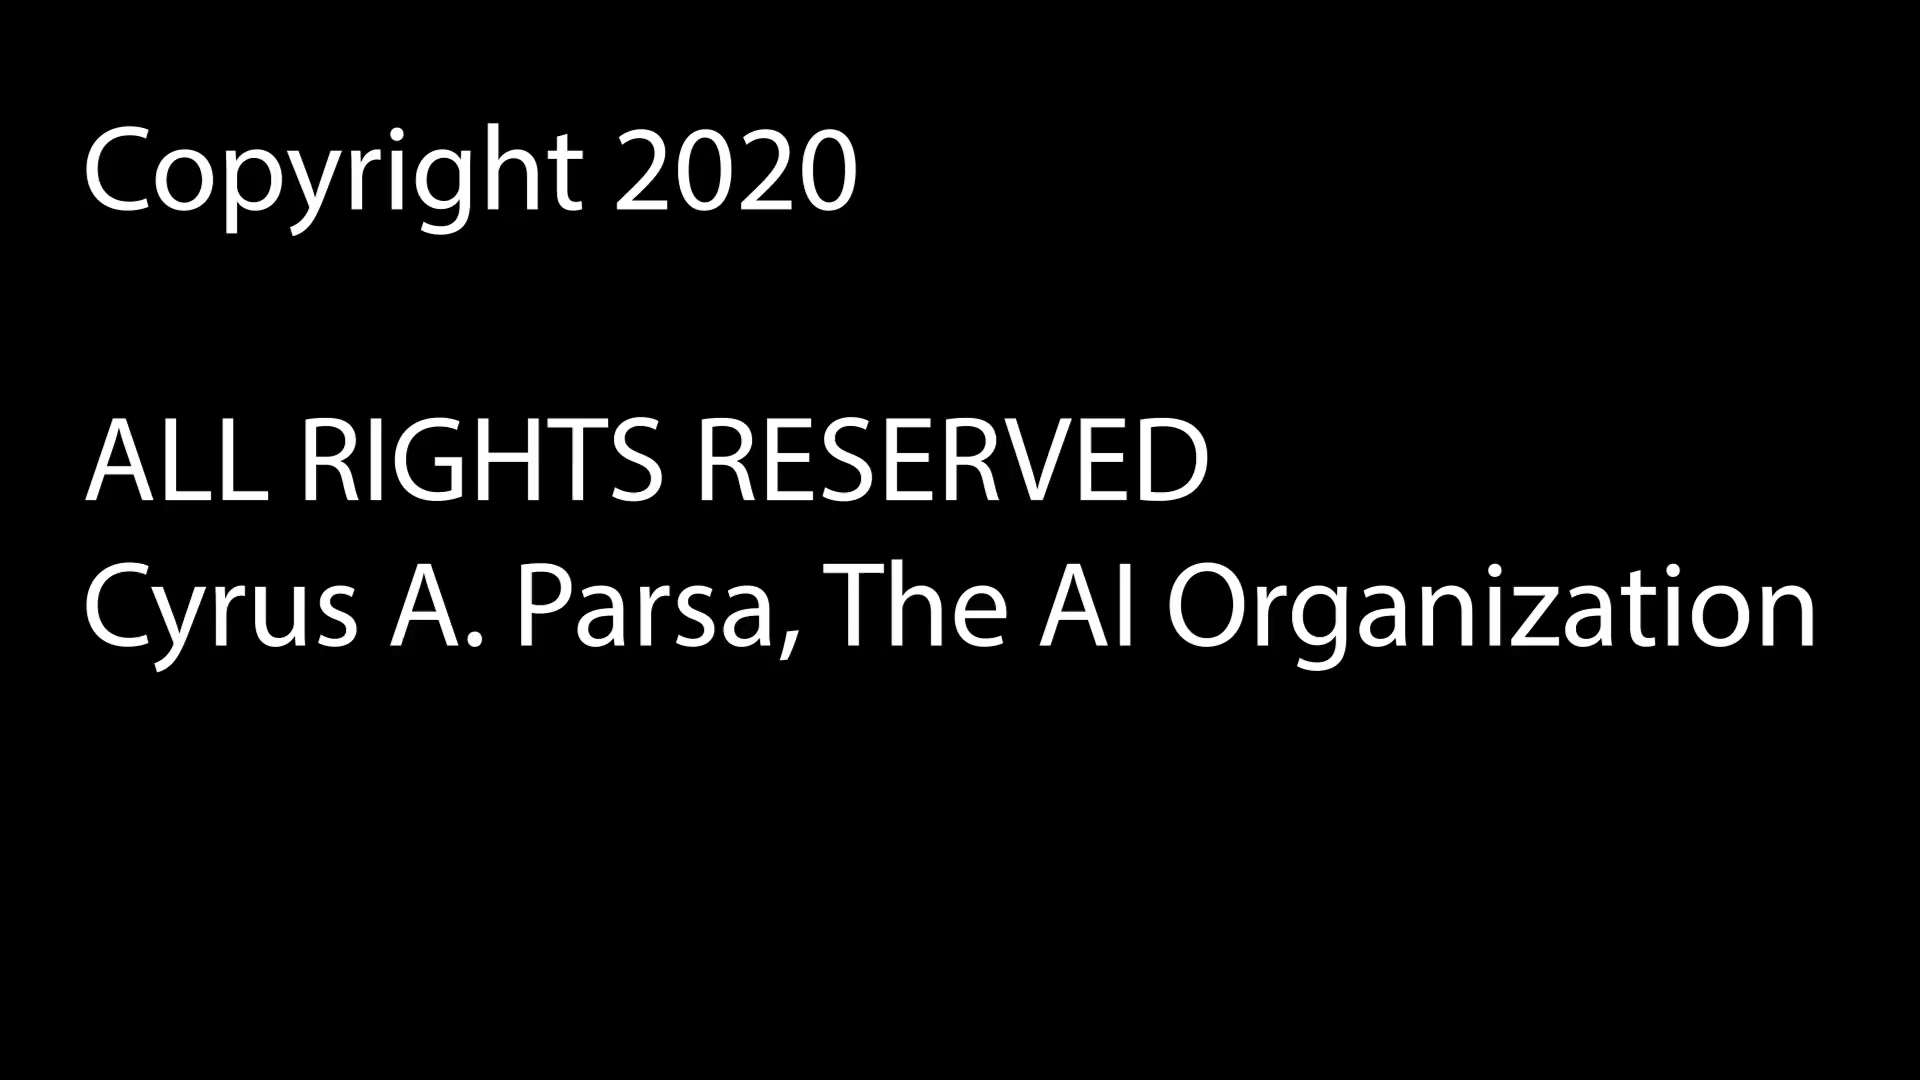 Copyright 2020
ALL RIGHTS RESERVED
Cyrus A. Parsa, The AI Organization